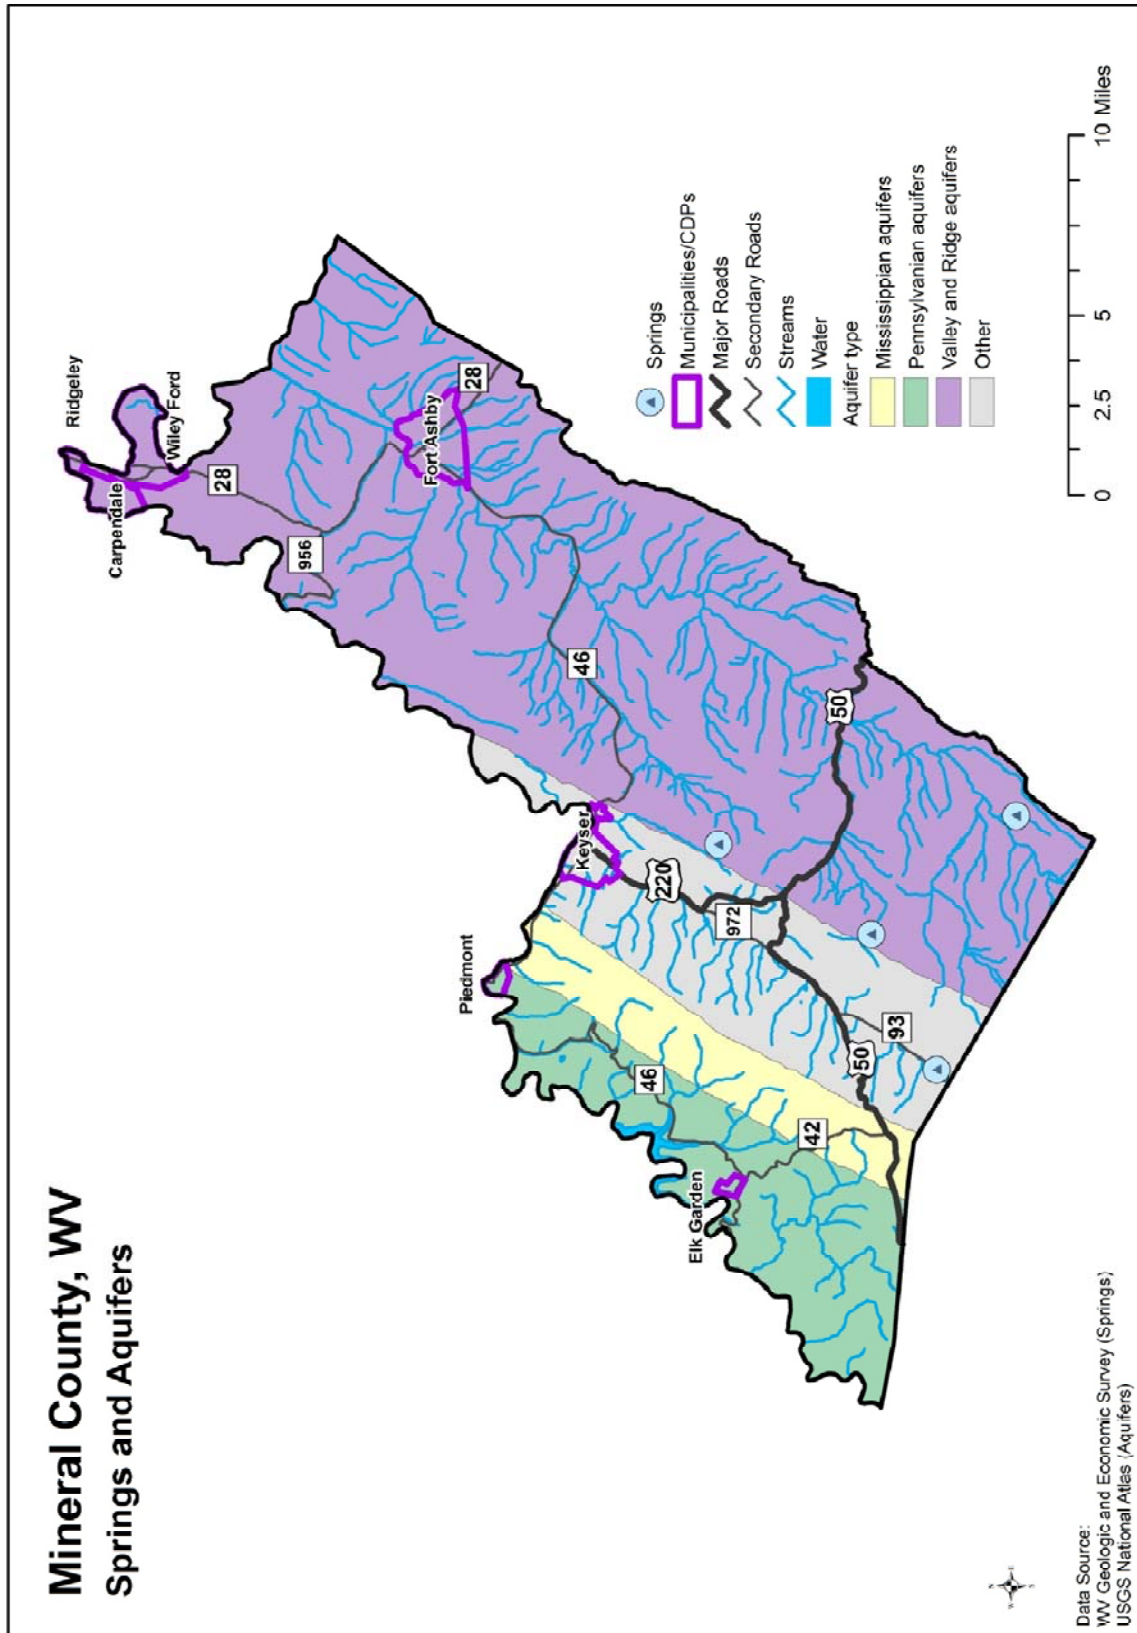 Mineral County, WV
Springs and Aquifers
Ridgeley
Carpendale
Wiley Ford
28
956
Fort Ashby
28
46
Keyser
220
972
50
Piedmont
46
Elk Garden
42
50
93
Springs
Municipalities/CDPs
Major Roads
Secondary Roads
Streams
Water
Aquifer type
Mississippian aquifers
Pennsylvanian aquifers
Valley and Ridge aquifers
Other
0 2.5 5 10 Miles
Data Source:
WV Geologic and Economic Survey (Springs)
USGS National Atlas (Aquifers)